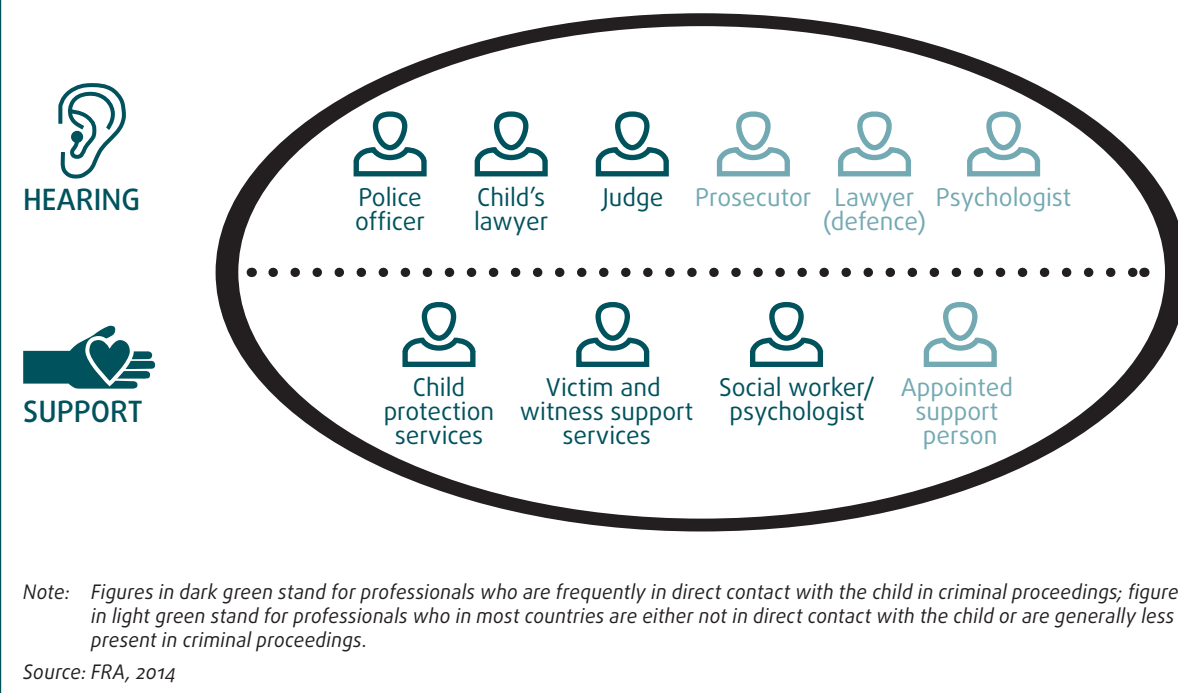 HEARING
Police
officer
Child's
lawyer
Judge
Prosecutor
Lawyer
(defence)
Psychologist
SUPPORT
Child
protection
services
Victim and
witness support
services
Social worker/
psychologist
Appointed
support
person
Note: Figures in dark green stand for professionals who are frequently in direct contact with the child in criminal proceedings; figure
in light green stand for professionals who in most countries are either not in direct contact with the child or are generally less
present in criminal proceedings.
Source: FRA, 2014